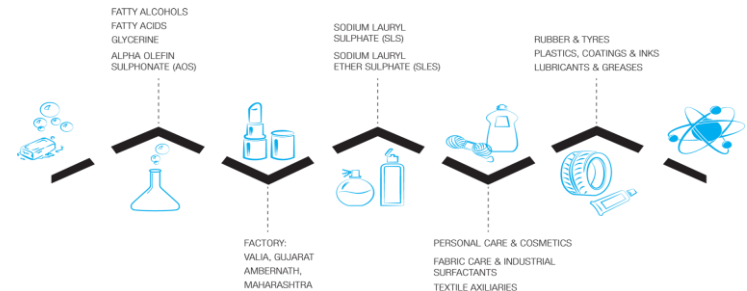 FATTY ALCOHOLS
FATTY ACIDS
GLYCERINE
ALPHA OLEFIN
SULPHONATE (AOS)
SODIUM LAURYL
SULPHATE (SLS)
SODIUM LAURYL
ETHER SULPHATE (SLES)
RUBBER & TYRES
PLASTICS, COATINGS & INKS
LUBRICANTS & GREASES
FACTORY:
VALIA, GUJARAT
AMBERNATH,
MAHARASHTRA
PERSONAL CARE & COSMETICS
FABRIC CARE & INDUSTRIAL
SURFACTANTS
TEXTILE AXILIARIES